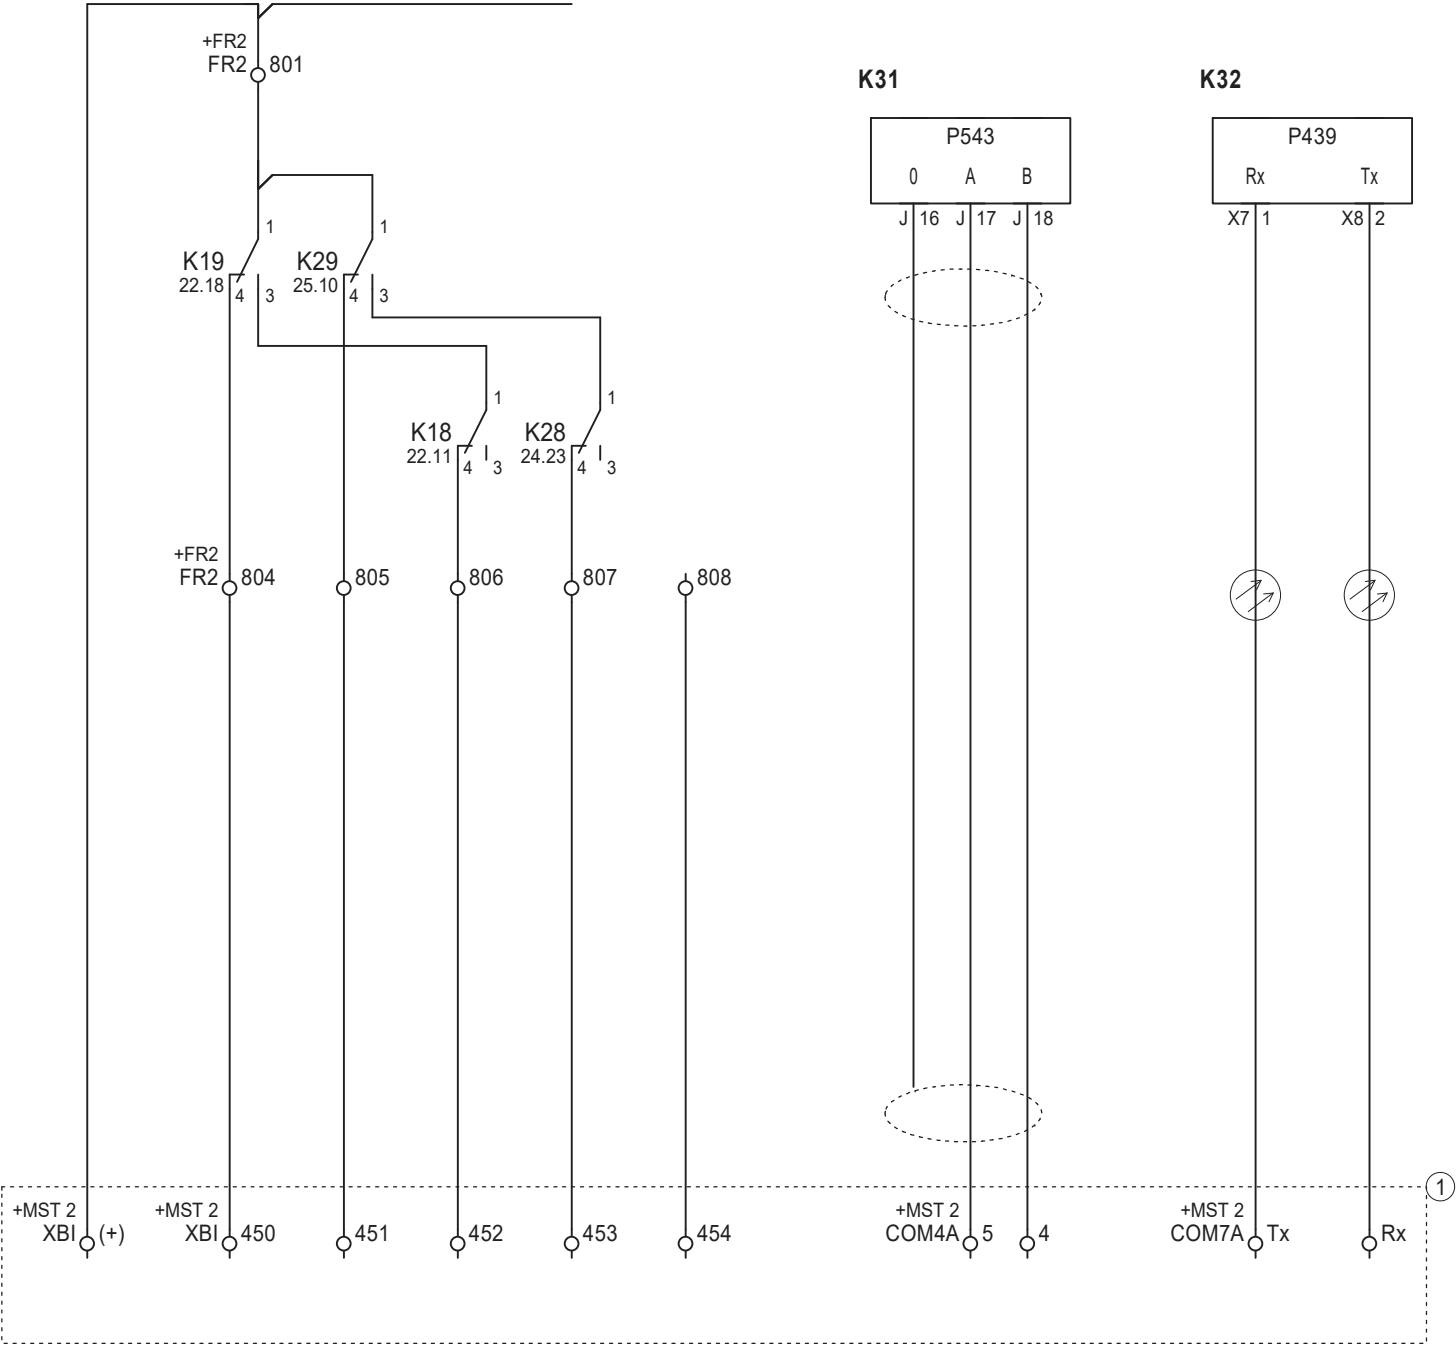 +FR2
FR2 801
K31 K32
P543 P439
0 A B Rx Tx
J 16 J 17 J 18 X7 1 X8 2
1 1
K19 K29
22.18 4 3 25.10 4 3
1 1
K18 K28
22.11 4 3 24.23 4 3
+FR2
FR2 804 805 806 807 808
1
+MST 2 +MST 2 +MST 2 +MST 2
XBI (+) XBI 450 451 452 453 454 COM4A 5 4 COM7A Tx Rx